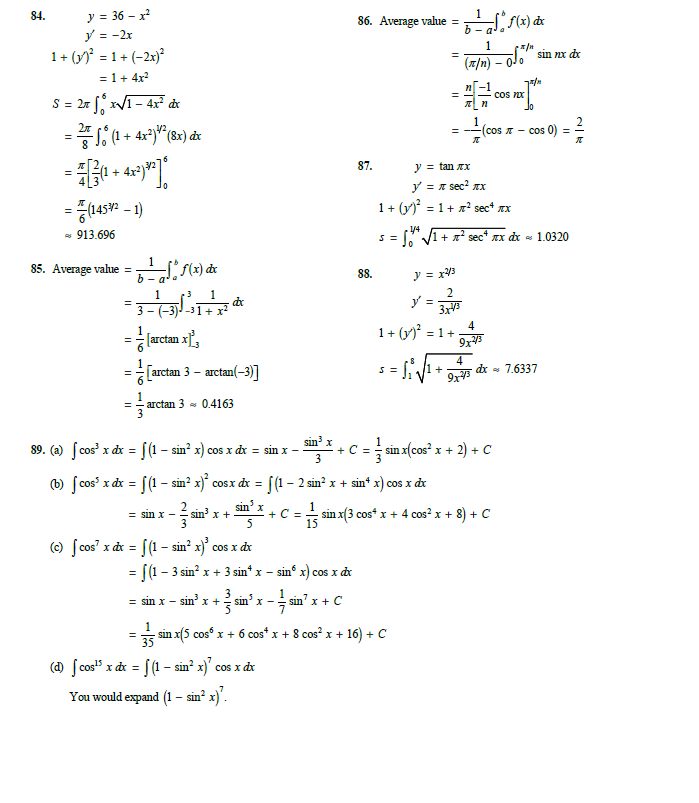 84. y = 36 − x²
y′ = −2x
1 + (y′)² = 1 + (−2x)²
= 1 + 4x²
S = 2π ∫₀⁶ x√(1 − 4x²) dx
= 2π/8 ∫₀⁶ (1 + 4x²)^(1/2) (8x) dx
= π/4 [2/3 (1 + 4x²)^(3/2)]₀⁶
= π/6 (145^(3/2) − 1)
≈ 913.696
85. Average value = 1/(b − a) ∫ₐᵇ f(x) dx
= 1/(3 − (−3)) ∫₋₃³ 1/(1 + x²) dx
= 1/6 [arctan x]₋₃³
= 1/6 [arctan 3 − arctan(−3)]
= 1/3 arctan 3 ≈ 0.4163
86. Average value = 1/(b − a) ∫ₐᵇ f(x) dx
= 1/((π/n) − 0) ∫₀^(π/n) sin nx dx
= n/π [−1/n cos nx]₀^(π/n)
= −1/π (cos π − cos 0) = 2/π
87. y = tan πx
y′ = π sec² πx
1 + (y′)² = 1 + π² sec⁴ πx
s = ∫₀^(1/4) √(1 + π² sec⁴ πx) dx ≈ 1.0320
88. y = x^(2/3)
y′ = 2/(3x^(1/3))
1 + (y′)² = 1 + 4/(9x^(2/3))
s = ∫₁⁸ √(1 + 4/(9x^(2/3))) dx ≈ 7.6337
89. (a) ∫cos³ x dx = ∫(1 − sin² x) cos x dx = sin x − sin³ x/3 + C = 1/3 sin x(cos² x + 2) + C
(b) ∫cos⁵ x dx = ∫(1 − sin² x)² cos x dx = ∫(1 − 2 sin² x + sin⁴ x) cos x dx
= sin x − 2/3 sin³ x + sin⁵ x/5 + C = 1/15 sin x(3 cos⁴ x + 4 cos² x + 8) + C
(c) ∫cos⁷ x dx = ∫(1 − sin² x)³ cos x dx
= ∫(1 − 3 sin² x + 3 sin⁴ x − sin⁶ x) cos x dx
= sin x − sin³ x + 3/5 sin⁵ x − 1/7 sin⁷ x + C
= 1/35 sin x(5 cos⁶ x + 6 cos⁴ x + 8 cos² x + 16) + C
(d) ∫cos¹⁵ x dx = ∫(1 − sin² x)⁷ cos x dx
You would expand (1 − sin² x)⁷.